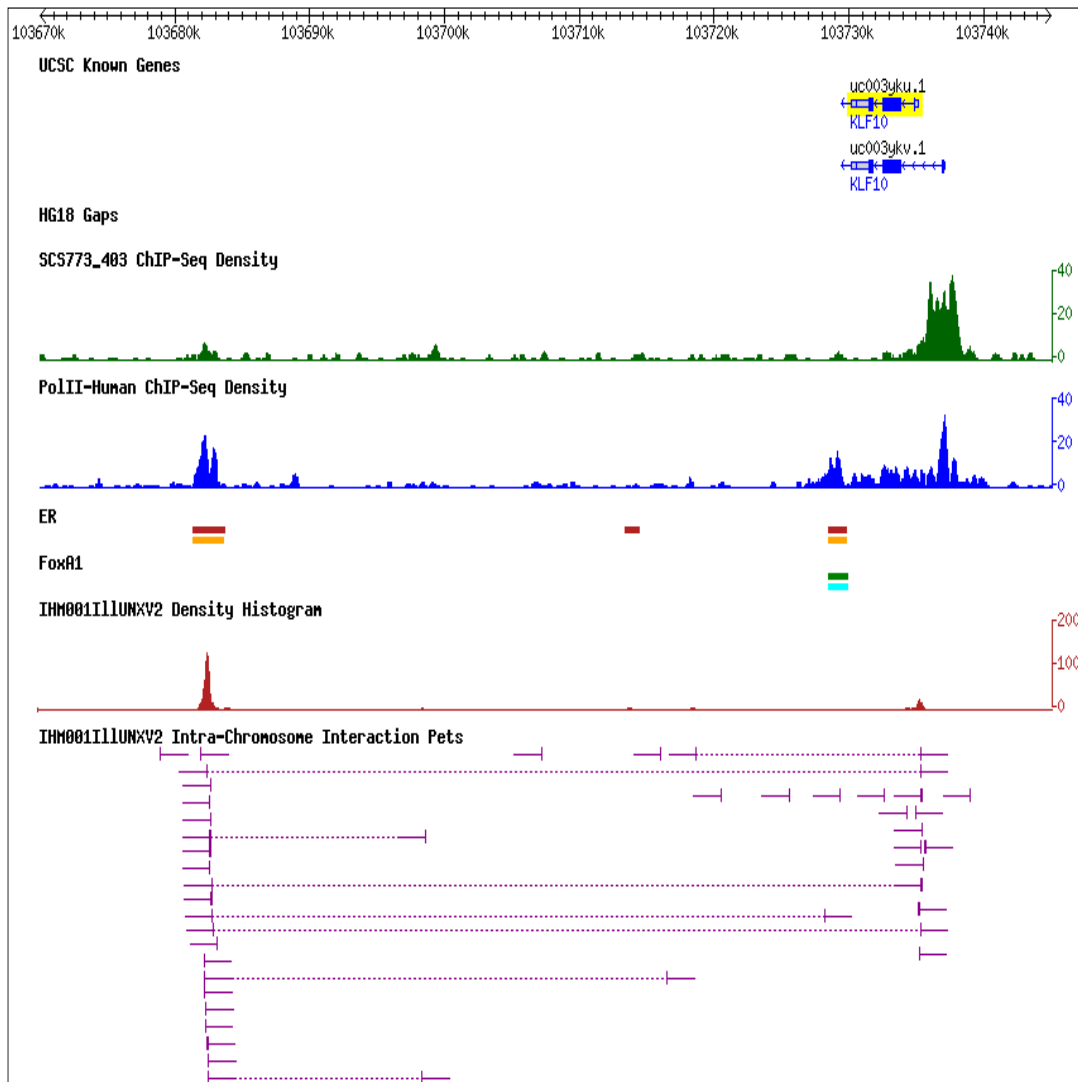 103670k 103680k 103690k 103700k 103710k 103720k 103730k 103740k
UCSC Known Genes
uc003yku.1
KLF10
uc003ykv.1
KLF10
HG18 Gaps
SCS773_403 ChIP-Seq Density
40
20
0
PolII-Human ChIP-Seq Density
40
20
0
ER
FoxA1
IHM001IllUNXV2 Density Histogram
200
100
0
IHM001IllUNXV2 Intra-Chromosome Interaction Pets